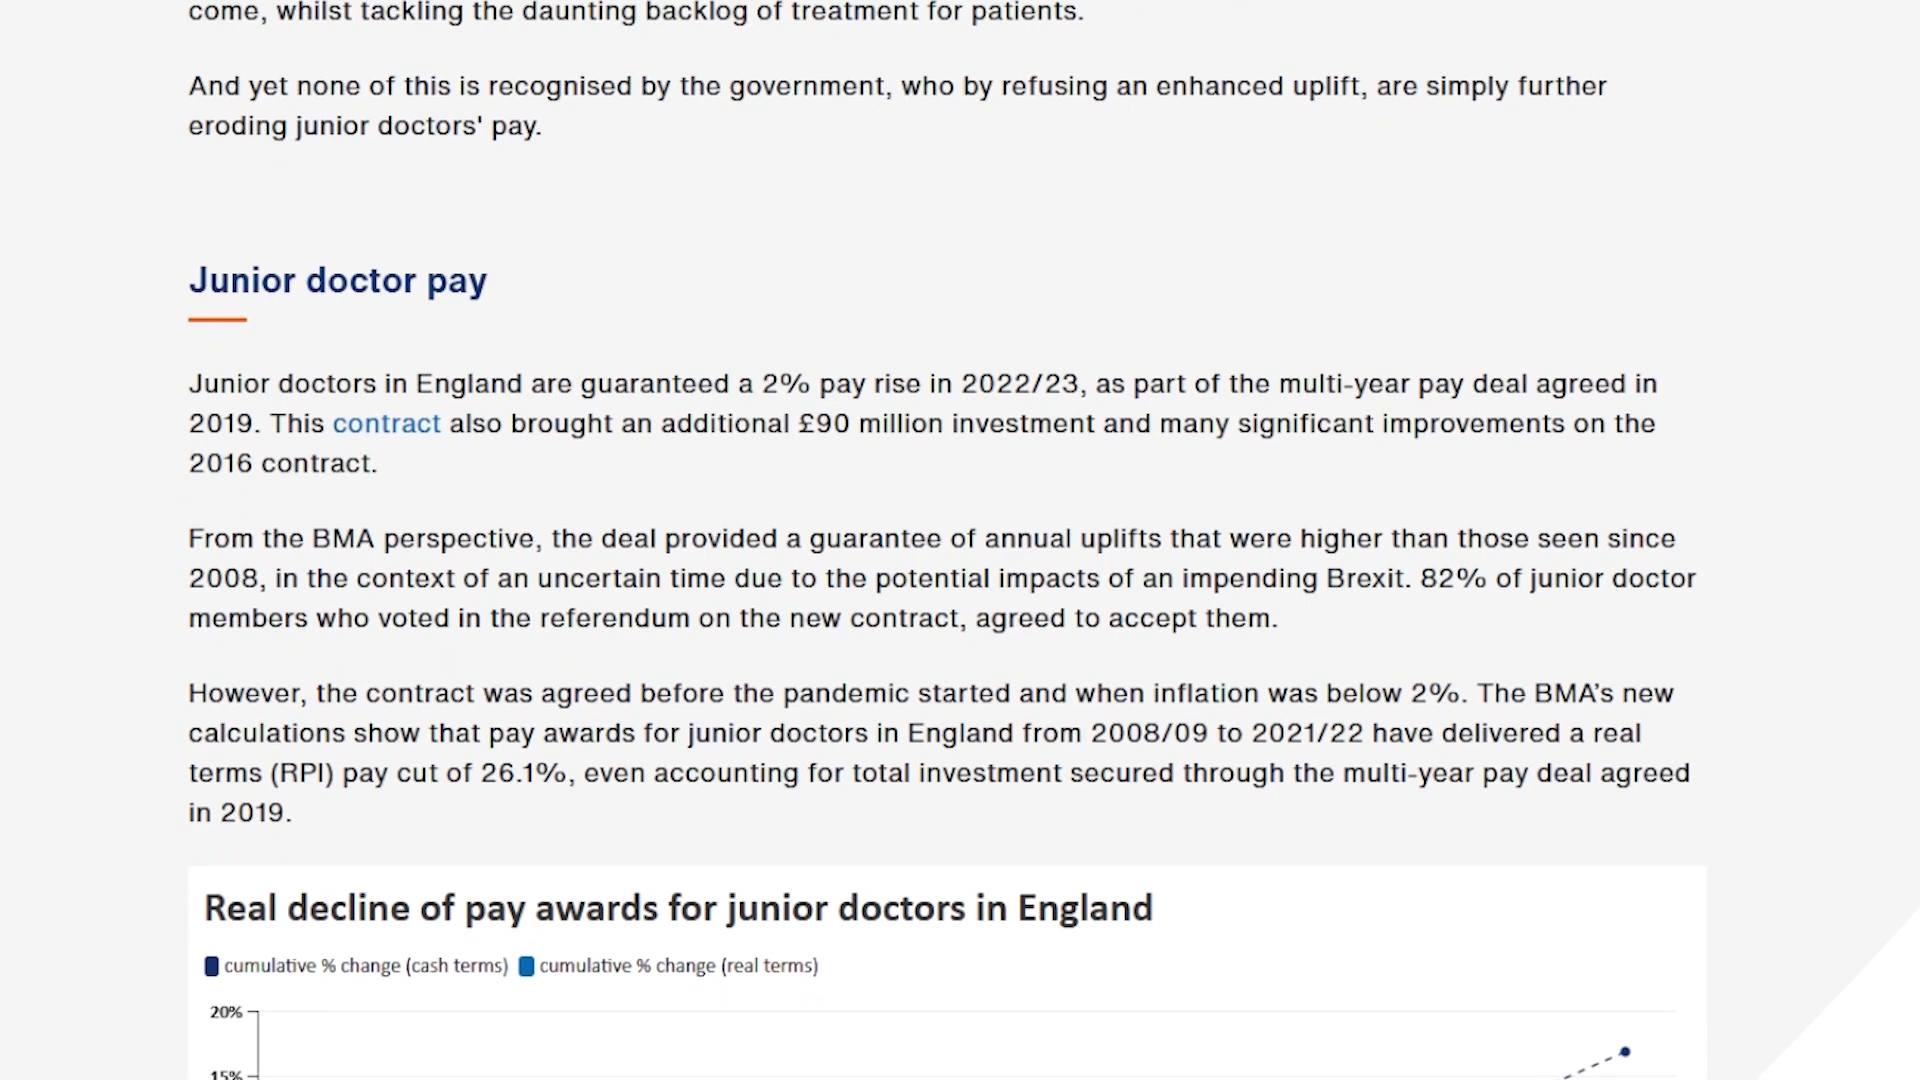 come, whilst tackling the daunting backlog of treatment for patients.
And yet none of this is recognised by the government, who by refusing an enhanced uplift, are simply further
eroding junior doctors' pay.
Junior doctor pay
Junior doctors in England are guaranteed a 2% pay rise in 2022/23, as part of the multi-year pay deal agreed in
2019. This contract also brought an additional £90 million investment and many significant improvements on the
2016 contract.
From the BMA perspective, the deal provided a guarantee of annual uplifts that were higher than those seen since
2008, in the context of an uncertain time due to the potential impacts of an impending Brexit. 82% of junior doctor
members who voted in the referendum on the new contract, agreed to accept them.
However, the contract was agreed before the pandemic started and when inflation was below 2%. The BMA’s new
calculations show that pay awards for junior doctors in England from 2008/09 to 2021/22 have delivered a real
terms (RPI) pay cut of 26.1%, even accounting for total investment secured through the multi-year pay deal agreed
in 2019.
Real decline of pay awards for junior doctors in England
cumulative % change (cash terms) cumulative % change (real terms)
20%
15%